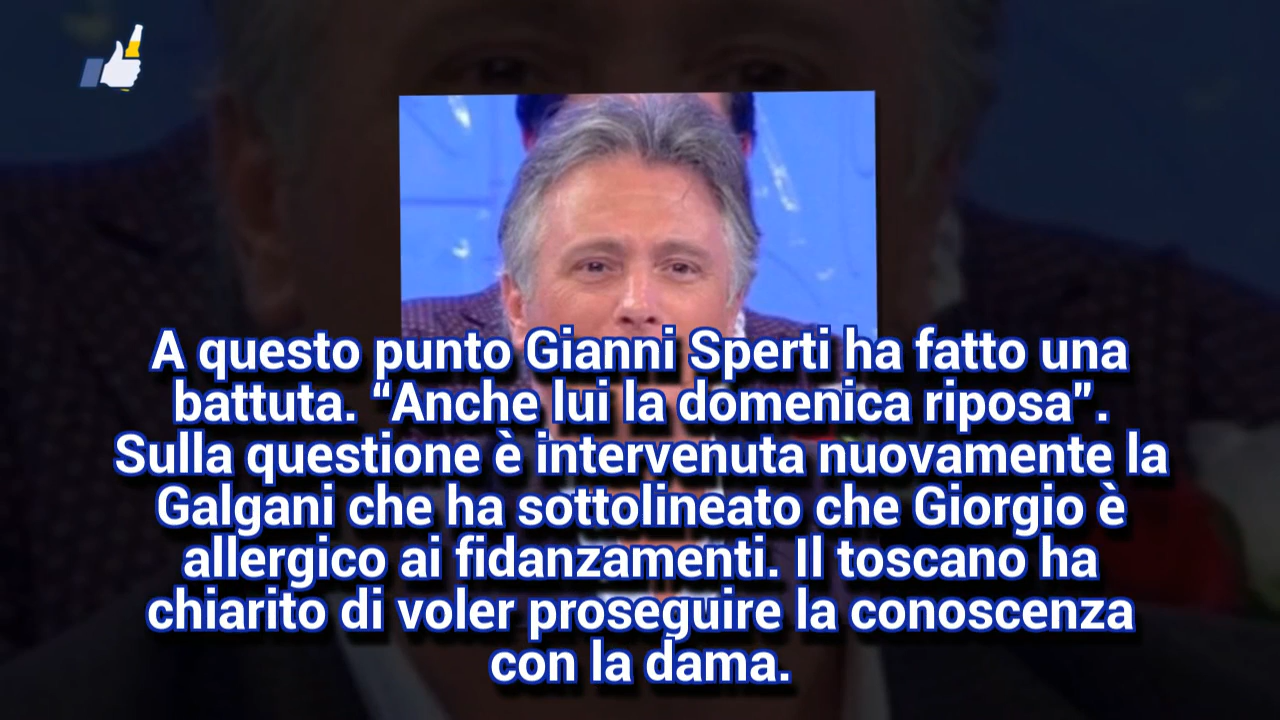 A questo punto Gianni Sperti ha fatto una
battuta. “Anche lui la domenica riposa”.
Sulla questione è intervenuta nuovamente la
Galgani che ha sottolineato che Giorgio è
allergico ai fidanzamenti. Il toscano ha
chiarito di voler proseguire la conoscenza
con la dama.